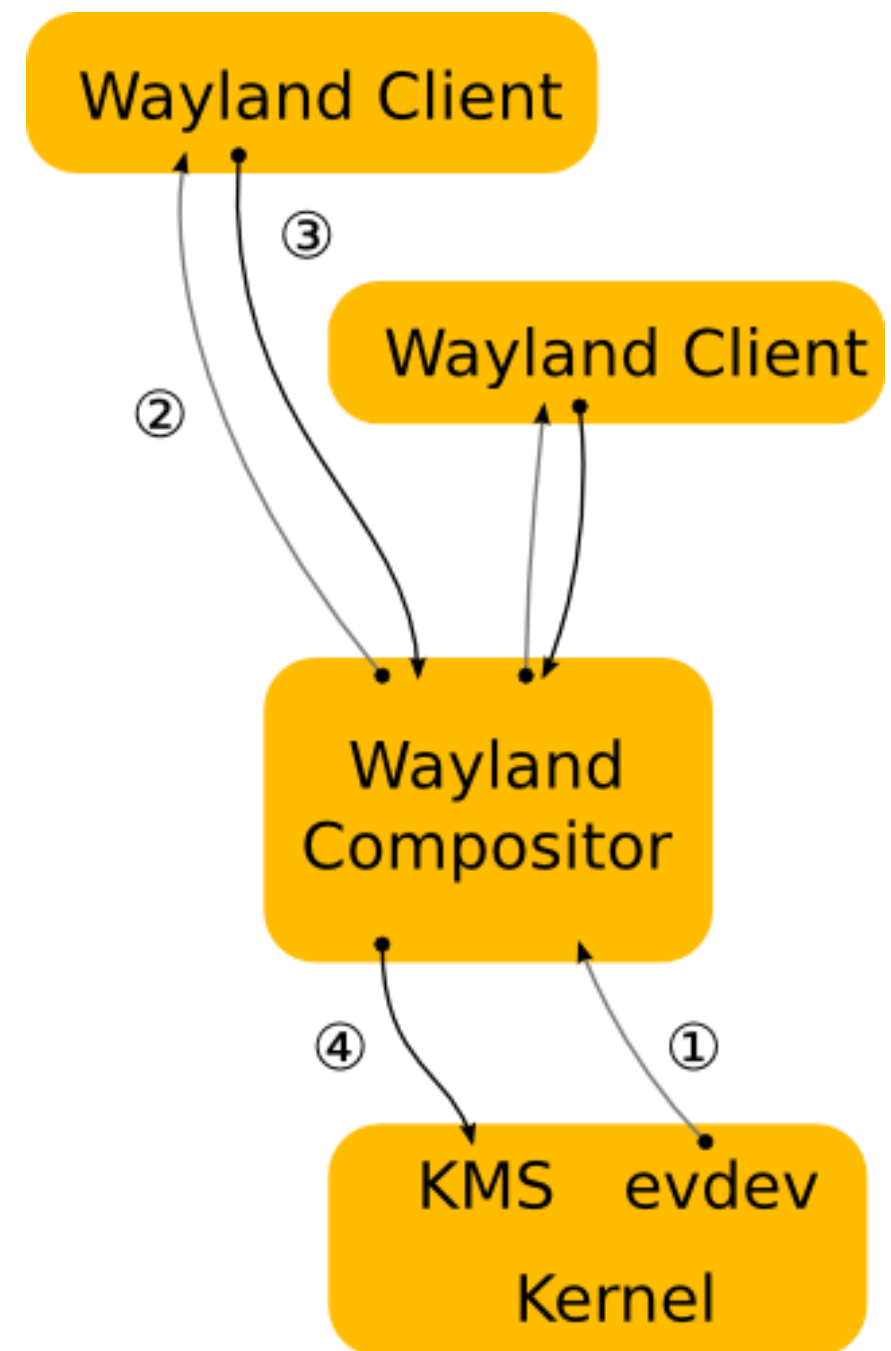 Wayland Client
③
Wayland Client
②
Wayland
Compositor
④ ①
KMS evdev
Kernel